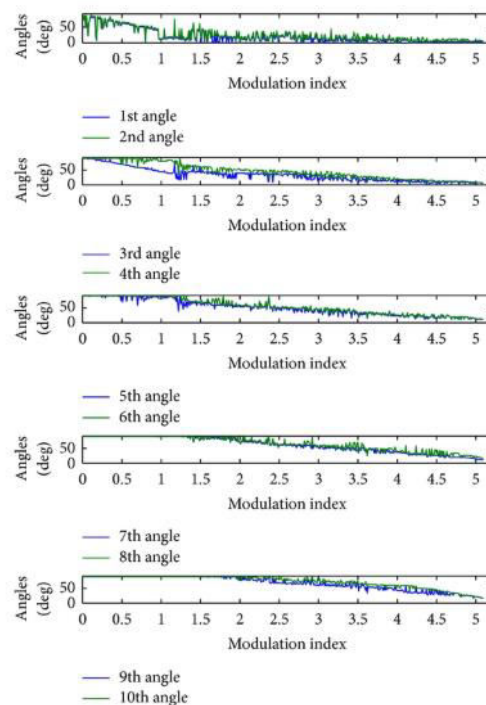 Angles
(deg)
50
0
0 0.5 1 1.5 2 2.5 3 3.5 4 4.5 5
Modulation index
1st angle
2nd angle
Angles
(deg)
50
0
0 0.5 1 1.5 2 2.5 3 3.5 4 4.5 5
Modulation index
3rd angle
4th angle
Angles
(deg)
50
0
0 0.5 1 1.5 2 2.5 3 3.5 4 4.5 5
Modulation index
5th angle
6th angle
Angles
(deg)
50
0
0 0.5 1 1.5 2 2.5 3 3.5 4 4.5 5
Modulation index
7th angle
8th angle
Angles
(deg)
50
0
0 0.5 1 1.5 2 2.5 3 3.5 4 4.5 5
Modulation index
9th angle
10th angle